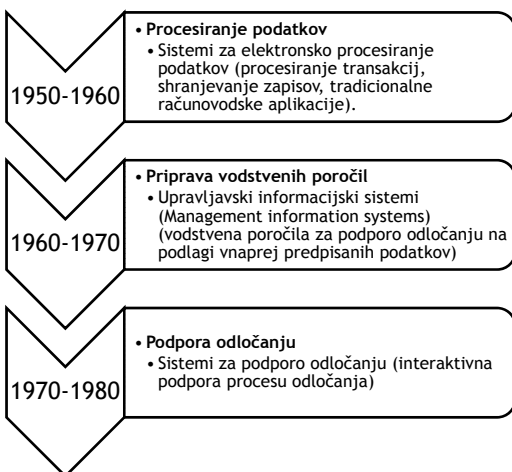 1950-1960
• Procesiranje podatkov
• Sistemi za elektronsko procesiranje
podatkov (procesiranje transakcij,
shranjevanje zapisov, tradicionalne
računovodske aplikacije).
1960-1970
• Priprava vodstvenih poročil
• Upravljavski informacijski sistemi
(Management information systems)
(vodstvena poročila za podporo odločanju na
podlagi vnaprej predpisanih podatkov)
1970-1980
• Podpora odločanju
• Sistemi za podporo odločanju (interaktivna
podpora procesu odločanja)